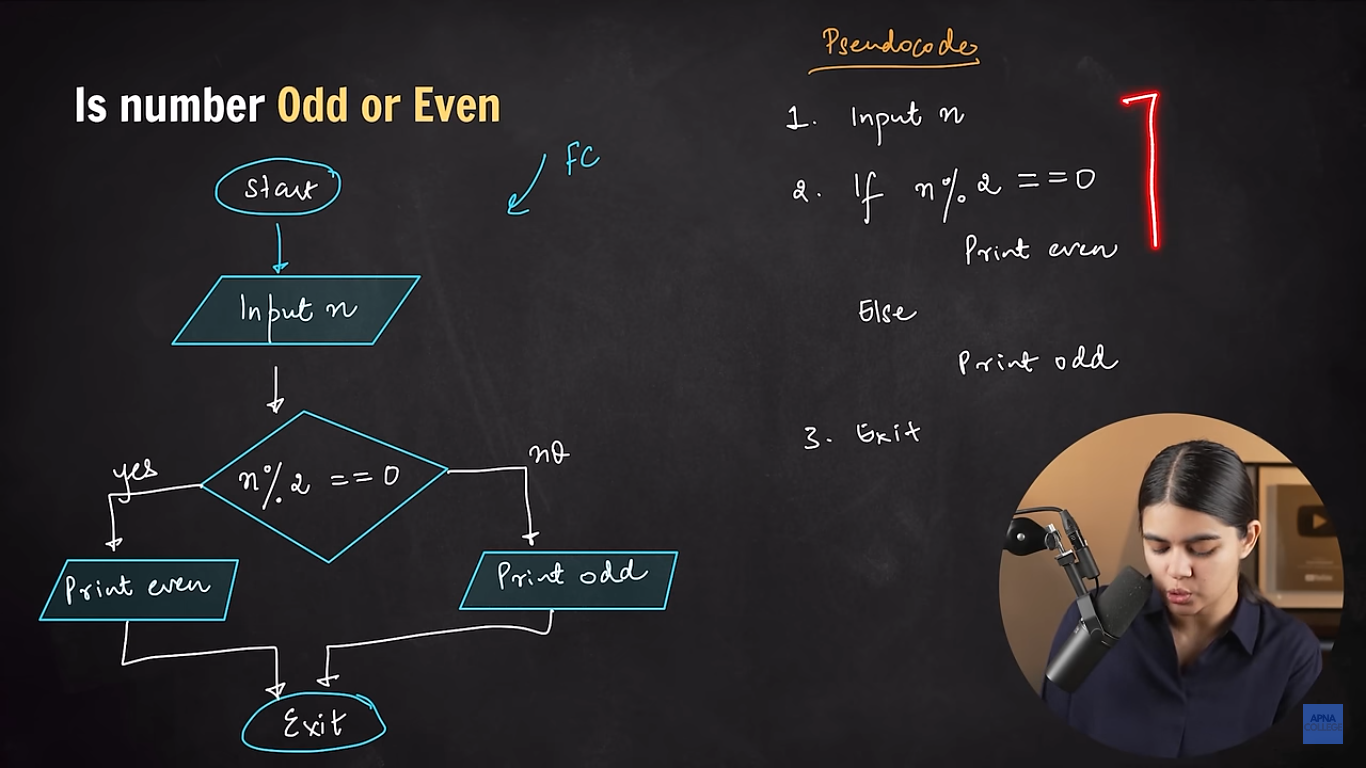 Is number Odd or Even
Start
FC
Input n
n%2 == 0
yes
no
Print even
Print odd
Exit
Pseudocode
1. Input n
2. If n%2 == 0
Print even
Else
Print odd
3. Exit
APNA
COLLEGE